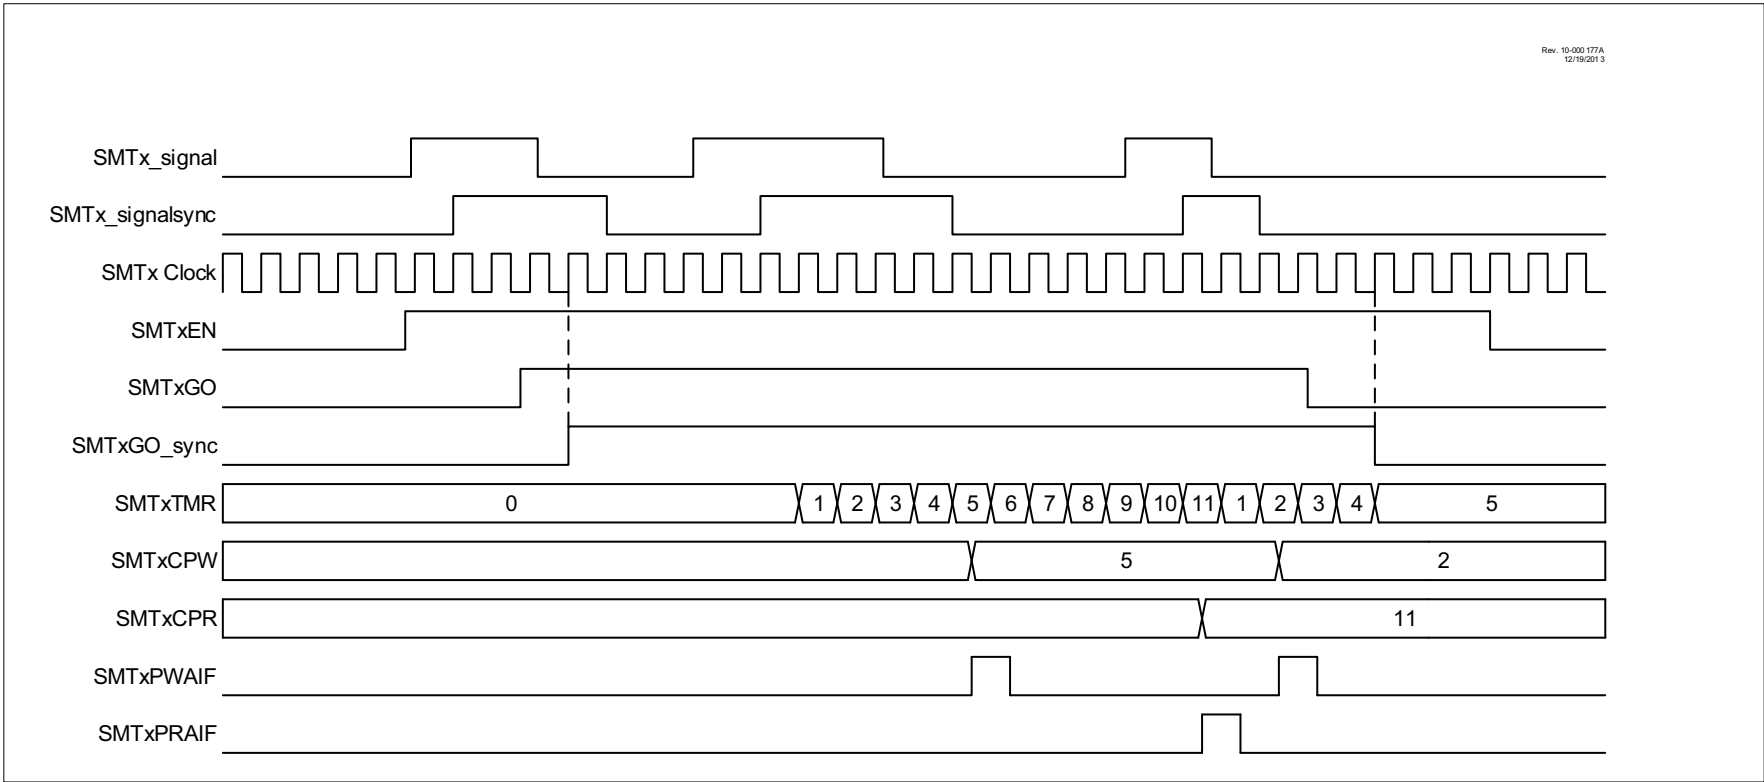 Rev. 10-000 177A
12/19/201 3
SMTx_signal
SMTx_signalsync
SMTx Clock
SMTxEN
SMTxGO
SMTxGO_sync
SMTxTMR 0 1 2 3 4 5 6 7 8 9 10 11 1 2 3 4 5
SMTxCPW 5 2
SMTxCPR 11
SMTxPWAIF
SMTxPRAIF